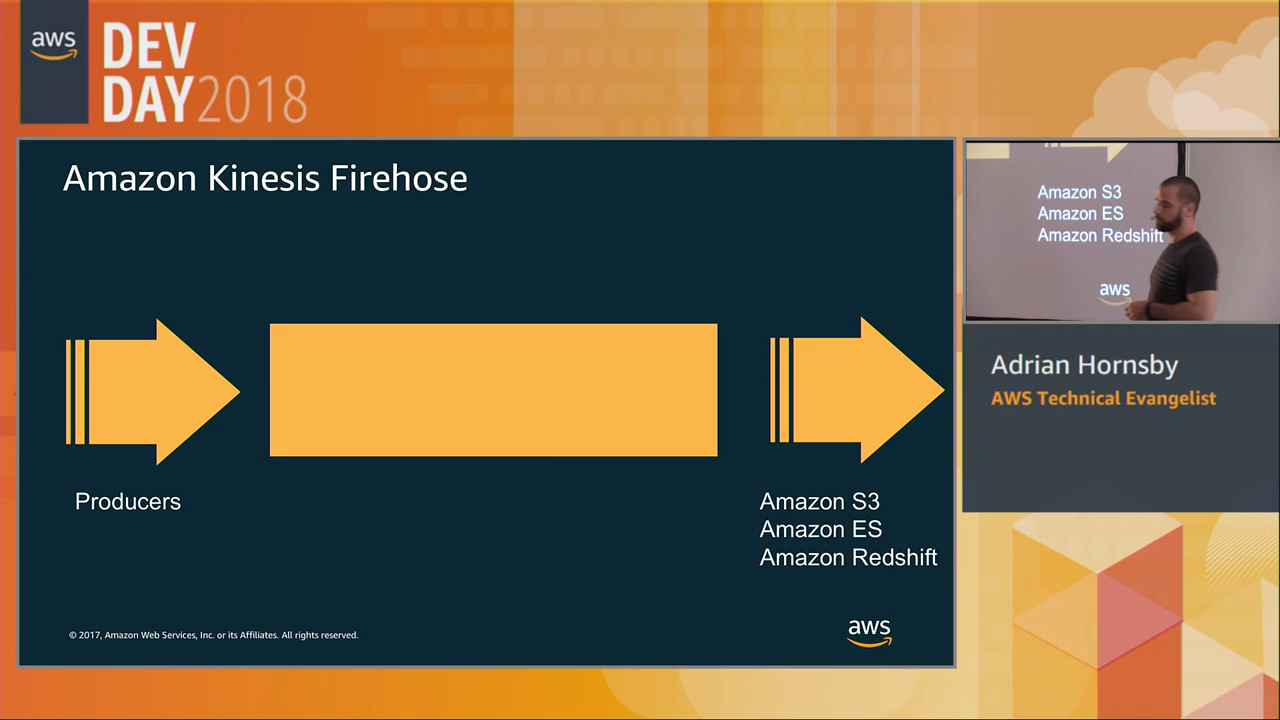 aws
DEV
DAY2018
Amazon Kinesis Firehose
Producers
Amazon S3
Amazon ES
Amazon Redshift
© 2017, Amazon Web Services, Inc. or its Affiliates. All rights reserved.
aws
Amazon S3
Amazon ES
Amazon Redshift
aws
Adrian Hornsby
AWS Technical Evangelist